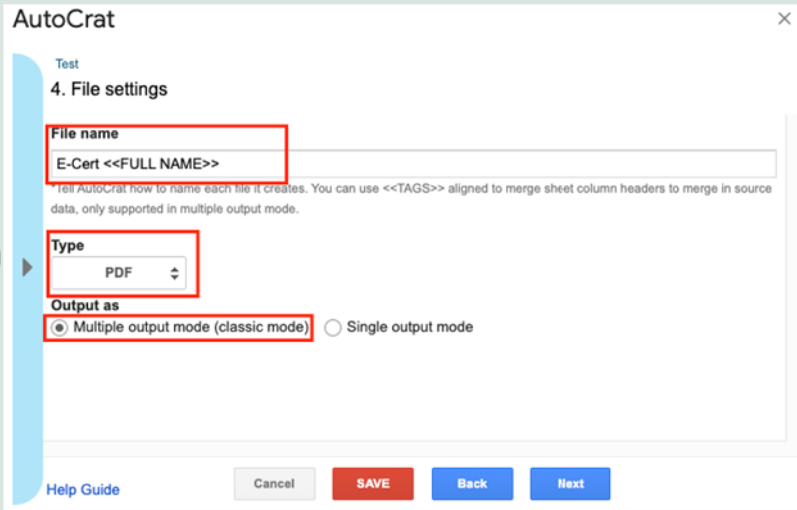 AutoCrat
Test
4. File settings
File name
E-Cert <<FULL NAME>>
*Tell AutoCrat how to name each file it creates. You can use <<TAGS>> aligned to merge sheet column headers to merge in source
data, only supported in multiple output mode.
Type
PDF
Output as
Multiple output mode (classic mode) Single output mode
Help Guide Cancel SAVE Back Next